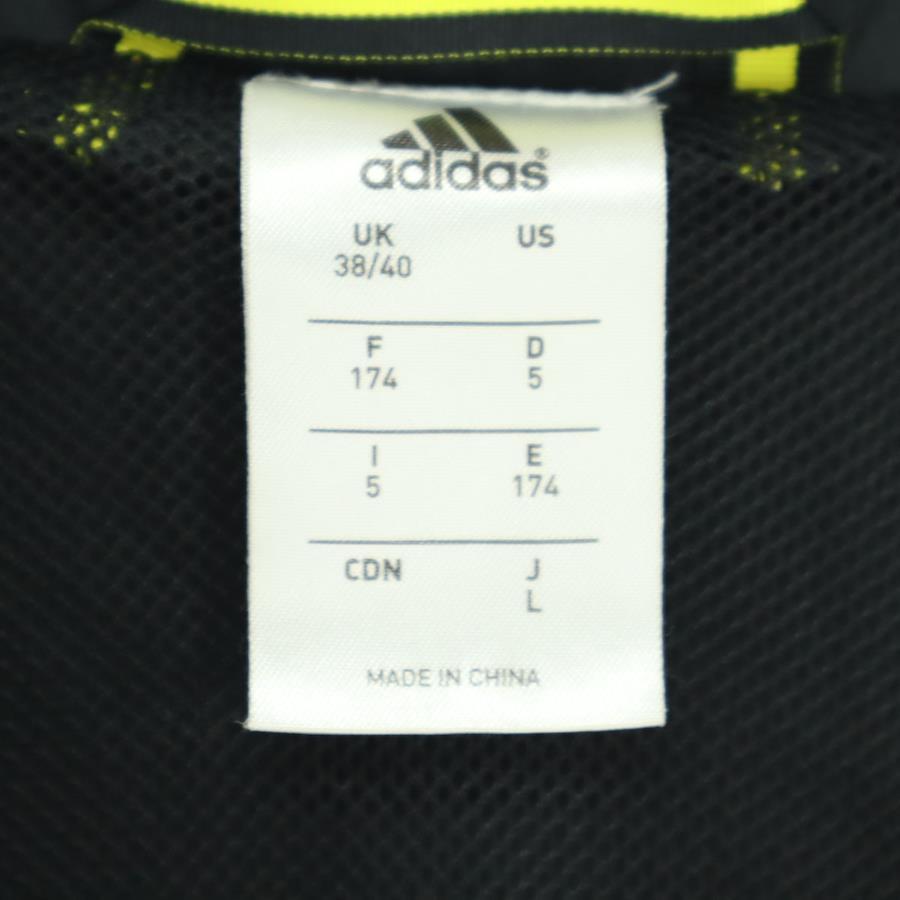 adidas®
UK US
38/40
F D
174 5
I E
5 174
CDN J
L
MADE IN CHINA